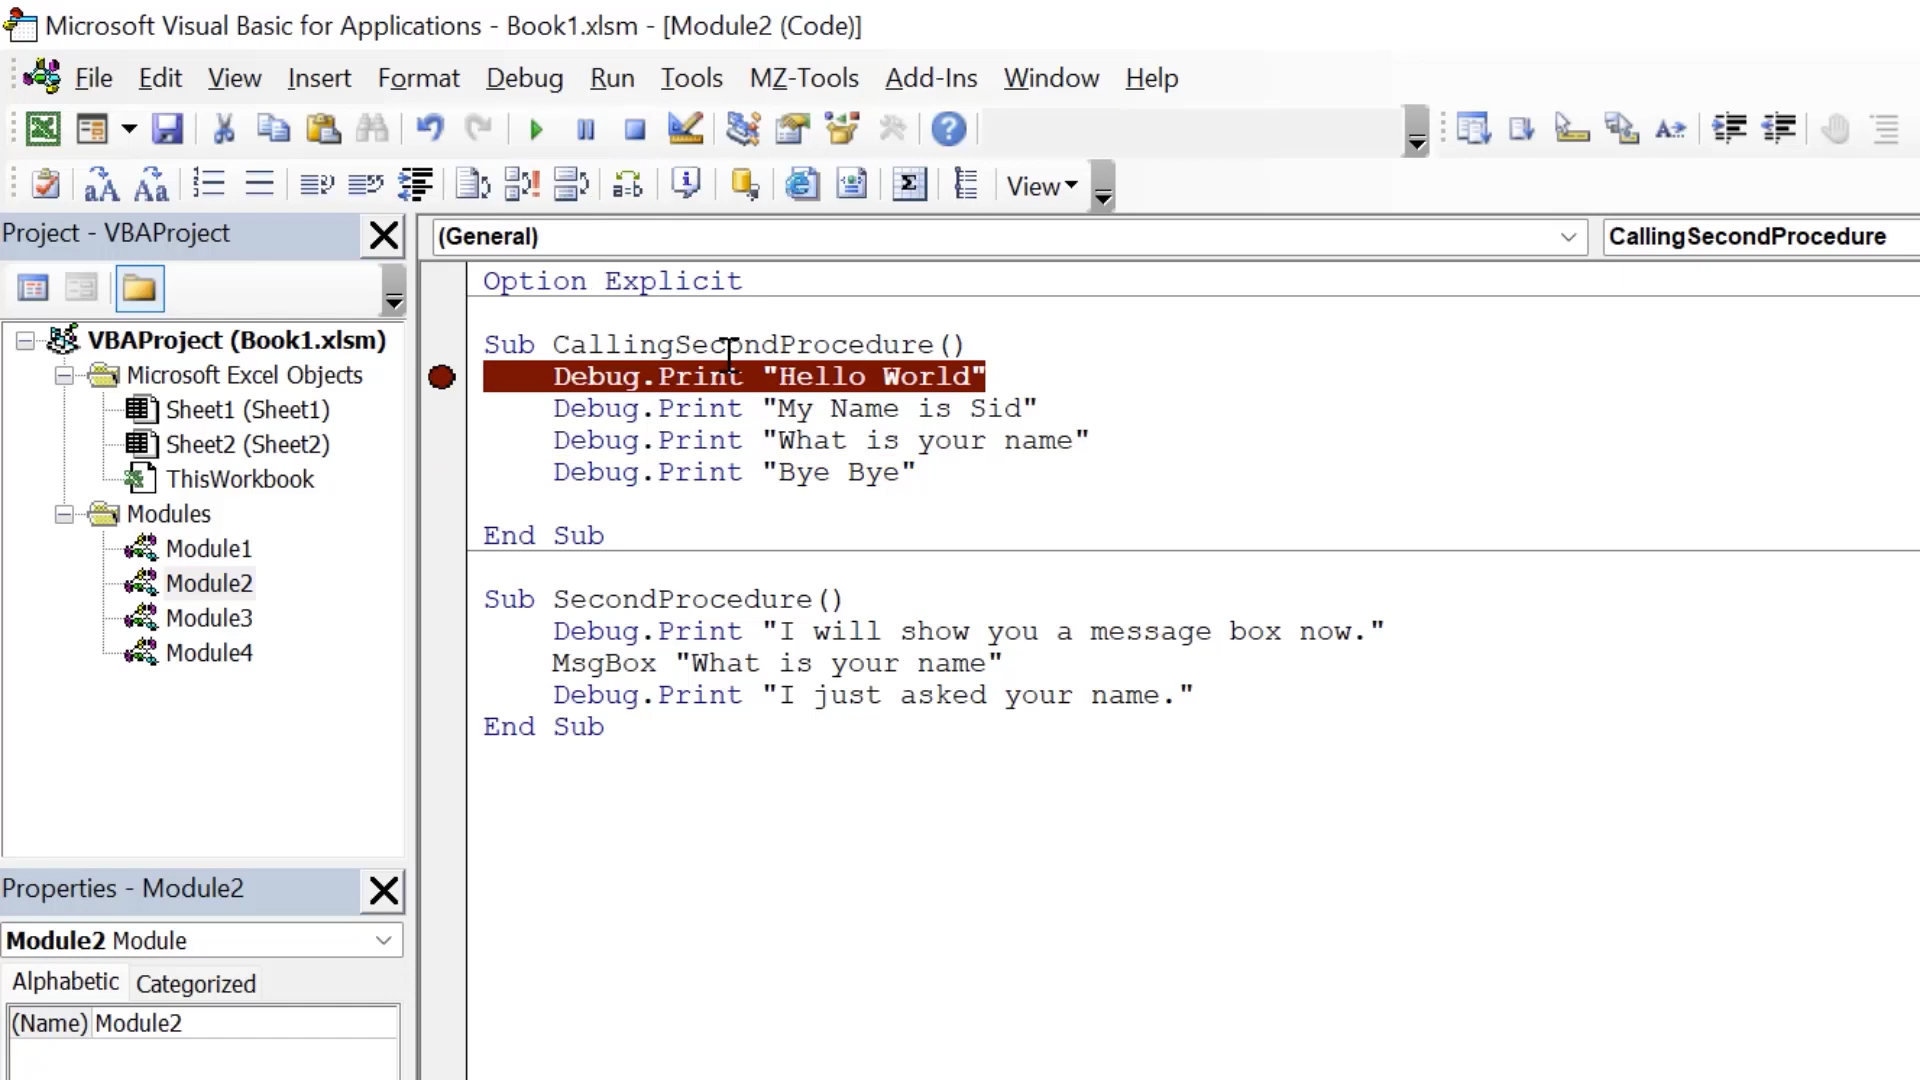 Microsoft Visual Basic for Applications - Book1.xlsm - [Module2 (Code)]
File Edit View Insert Format Debug Run Tools MZ-Tools Add-Ins Window Help
View
Project - VBAProject
(General)
CallingSecondProcedure
VBAProject (Book1.xlsm)
Microsoft Excel Objects
Sheet1 (Sheet1)
Sheet2 (Sheet2)
ThisWorkbook
Modules
Module1
Module2
Module3
Module4
Option Explicit
Sub CallingSecondProcedure()
Debug.Print "Hello World"
Debug.Print "My Name is Sid"
Debug.Print "What is your name"
Debug.Print "Bye Bye"
End Sub
Sub SecondProcedure()
Debug.Print "I will show you a message box now."
MsgBox "What is your name"
Debug.Print "I just asked your name."
End Sub
Properties - Module2
Module2 Module
Alphabetic Categorized
(Name) Module2